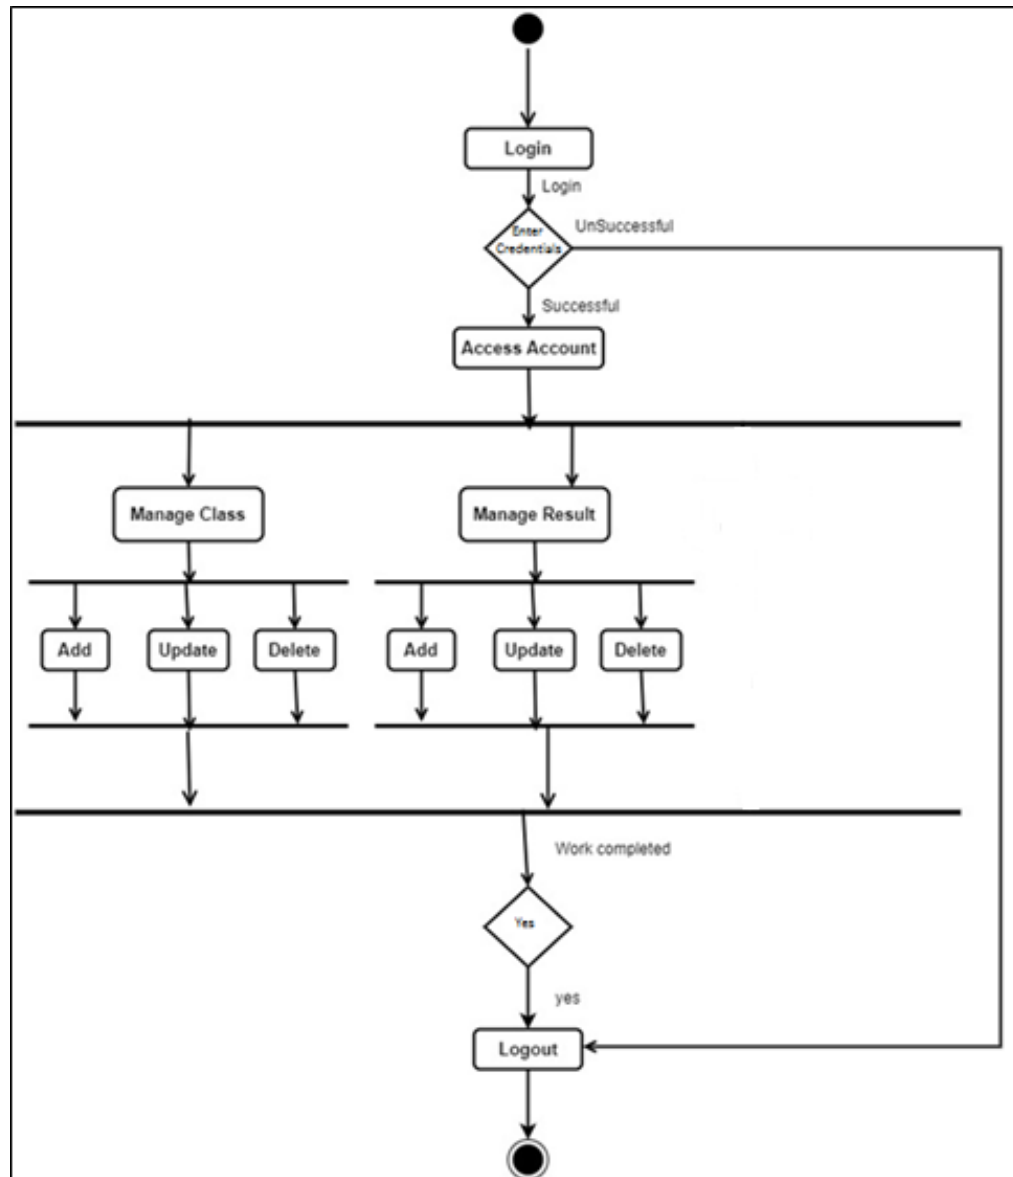 Login
Login
UnSuccessful
Enter
Credentials
Successful
Access Account
Manage Class
Manage Result
Add
Update
Delete
Add
Update
Delete
Work completed
Yes
yes
Logout